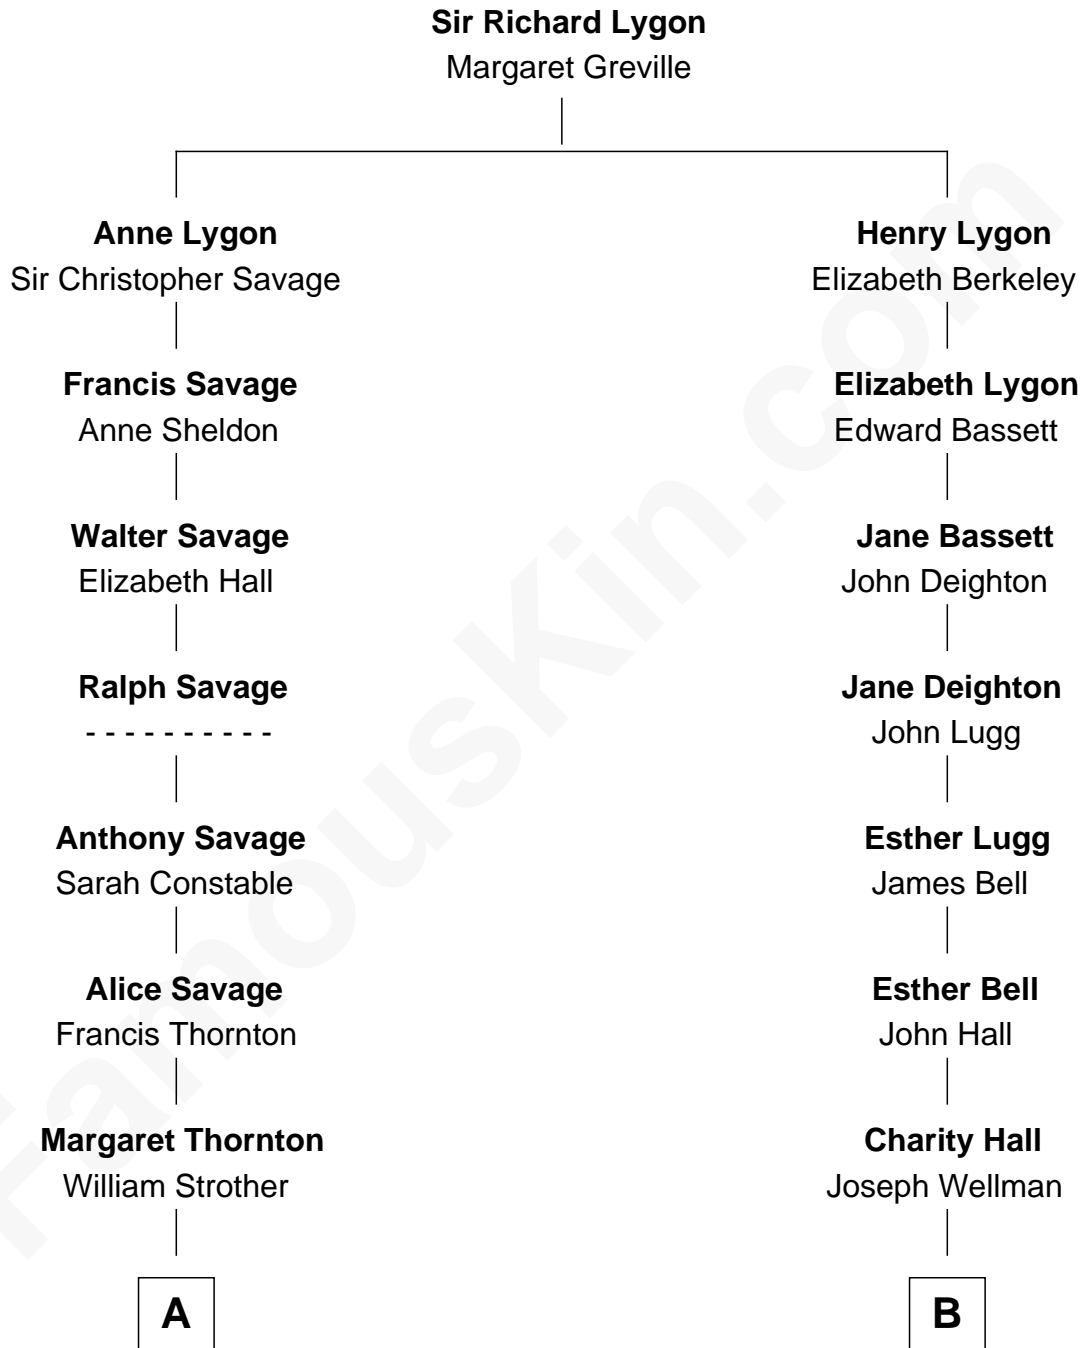 Sir Richard Lygon
Margaret Greville
Anne Lygon
Sir Christopher Savage
Henry Lygon
Elizabeth Berkeley
Francis Savage
Anne Sheldon
Elizabeth Lygon
Edward Bassett
Walter Savage
Elizabeth Hall
Jane Bassett
John Deighton
Ralph Savage
- - - - - - - - - -
Jane Deighton
John Lugg
Anthony Savage
Sarah Constable
Esther Lugg
James Bell
Alice Savage
Francis Thornton
Esther Bell
John Hall
Margaret Thornton
William Strother
Charity Hall
Joseph Wellman
A
B
FamousKin.com